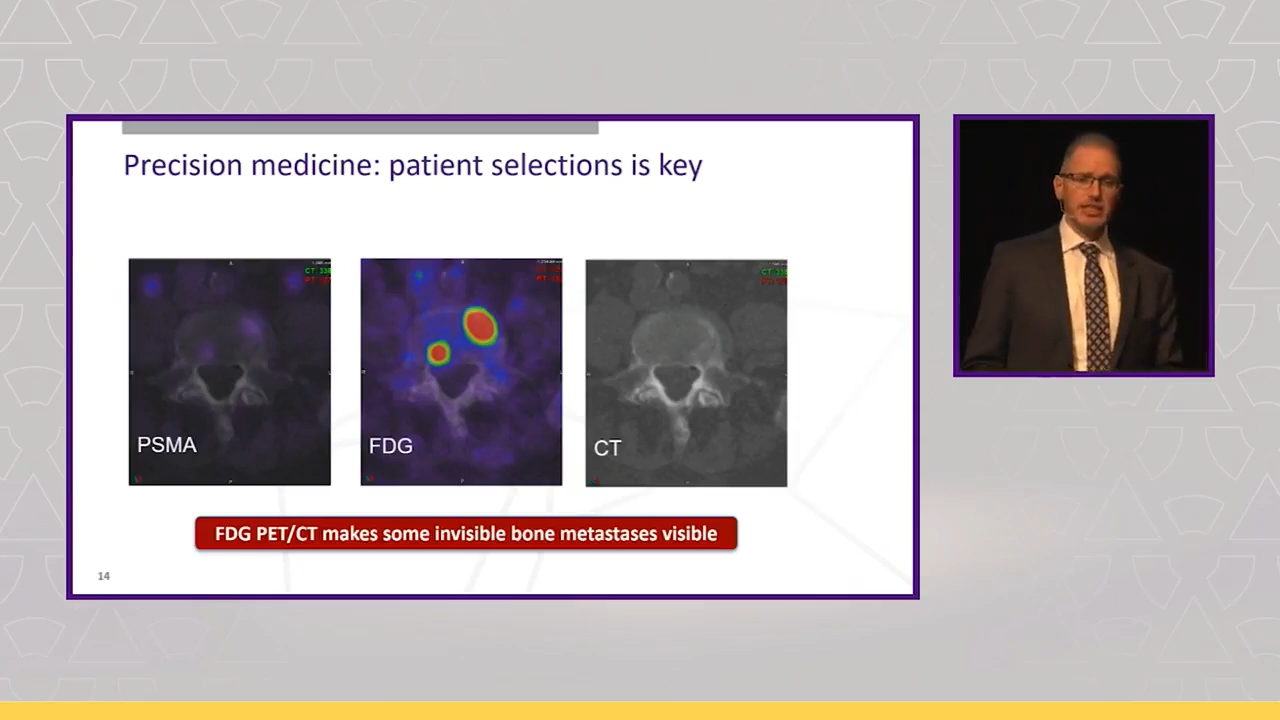 Precision medicine: patient selections is key
PSMA
FDG
CT
FDG PET/CT makes some invisible bone metastases visible
14